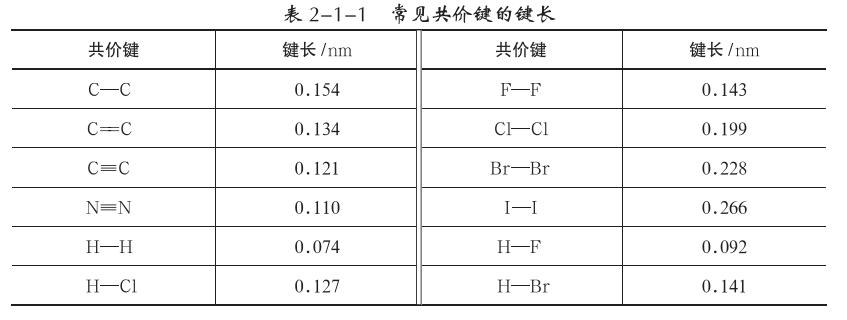 表 2-1-1 常见共价键的键长
共价键 键长/nm 共价键 键长/nm
C—C 0.154 F—F 0.143
C=C 0.134 Cl—Cl 0.199
C≡C 0.121 Br—Br 0.228
N≡N 0.110 I—I 0.266
H—H 0.074 H—F 0.092
H—Cl 0.127 H—Br 0.141